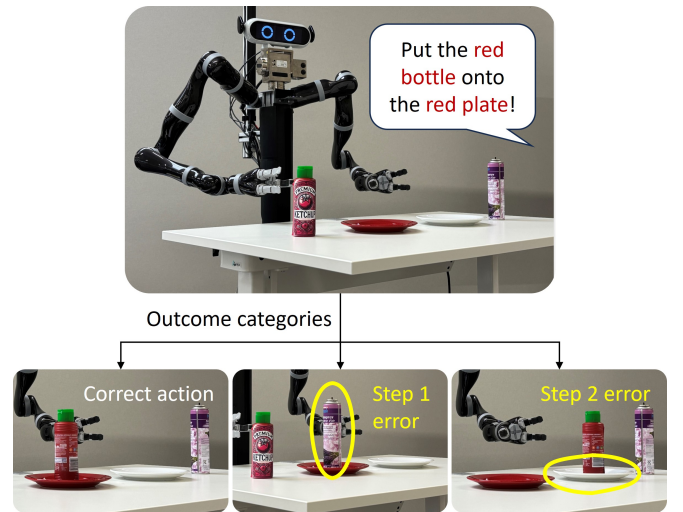 Put the red
bottle onto
the red plate!
KETCHUP
Outcome categories
Correct action
Step 1
error
Step 2 error
KETCHUP